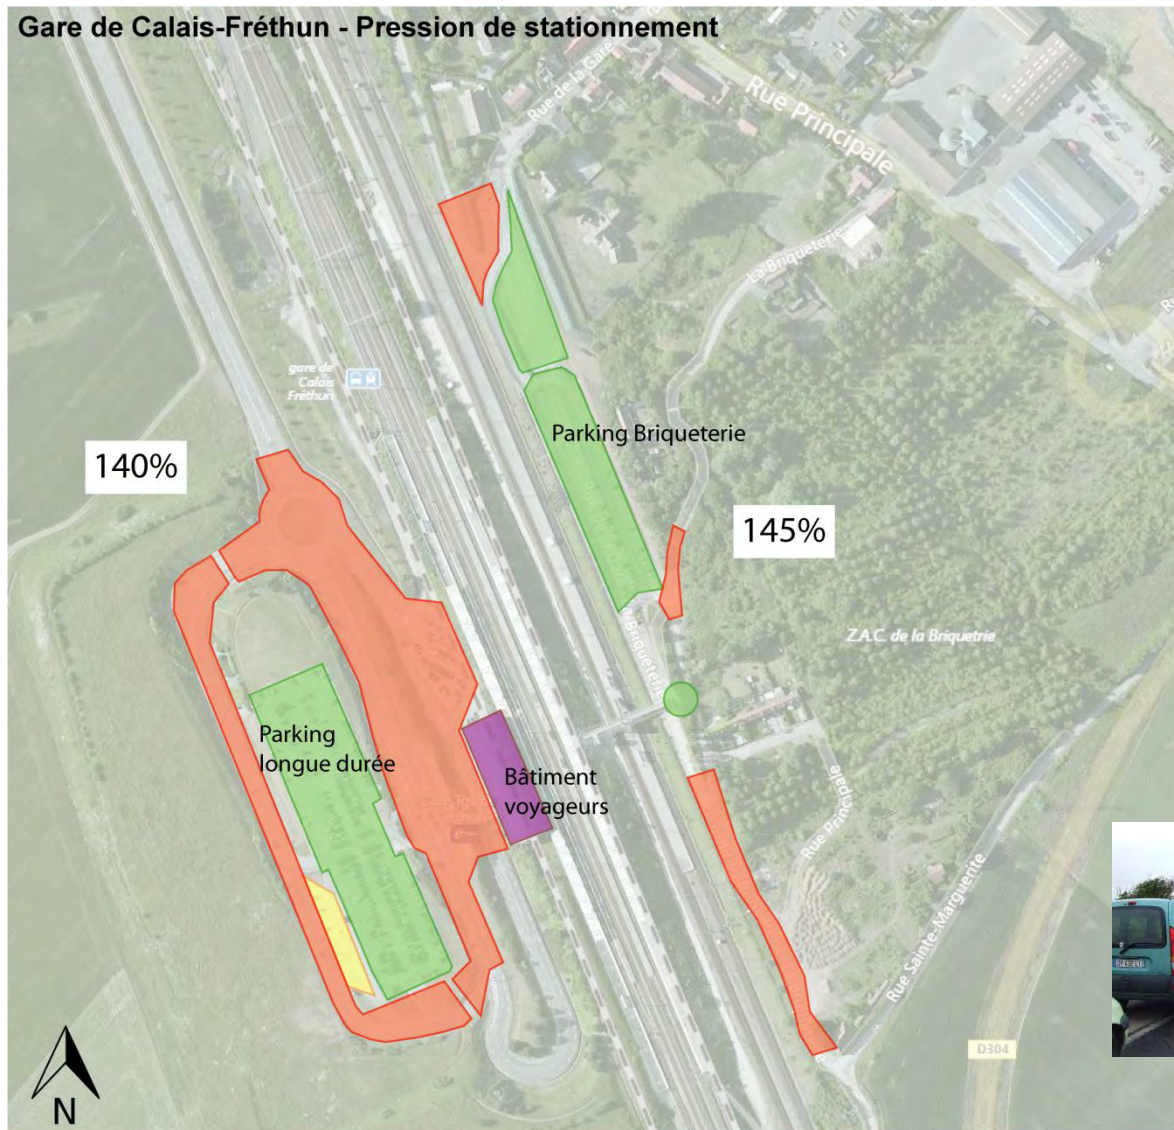 Gare de Calais-Fréthun - Pression de stationnement
Rue de la Gare
Rue Principale
La Briqueterie
gare de
Calais
Fréthun
Parking Briqueterie
140%
145%
Z.A.C. de la Briquetrie
Briqueterie
Parking
longue durée
Bâtiment
voyageurs
Rue Principale
Rue Sainte-Marguerite
D304
N